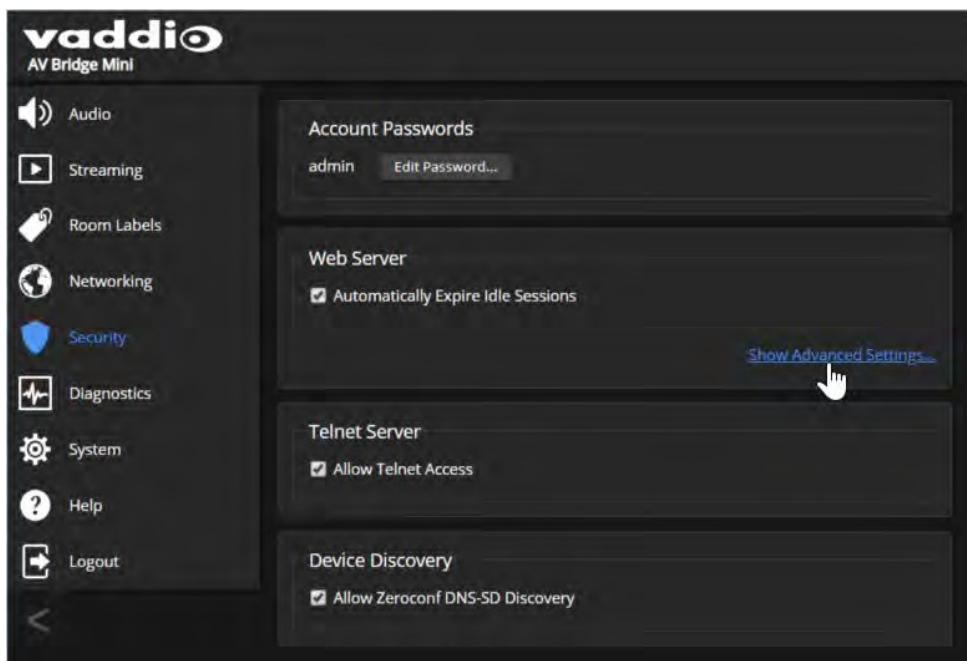 vaddio
AV Bridge Mini
Audio
Streaming
Room Labels
Networking
Security
Diagnostics
System
Help
Logout
Account Passwords
admin Edit Password...
Web Server
Automatically Expire Idle Sessions
Show Advanced Settings...
Telnet Server
Allow Telnet Access
Device Discovery
Allow Zeroconf DNS-SD Discovery